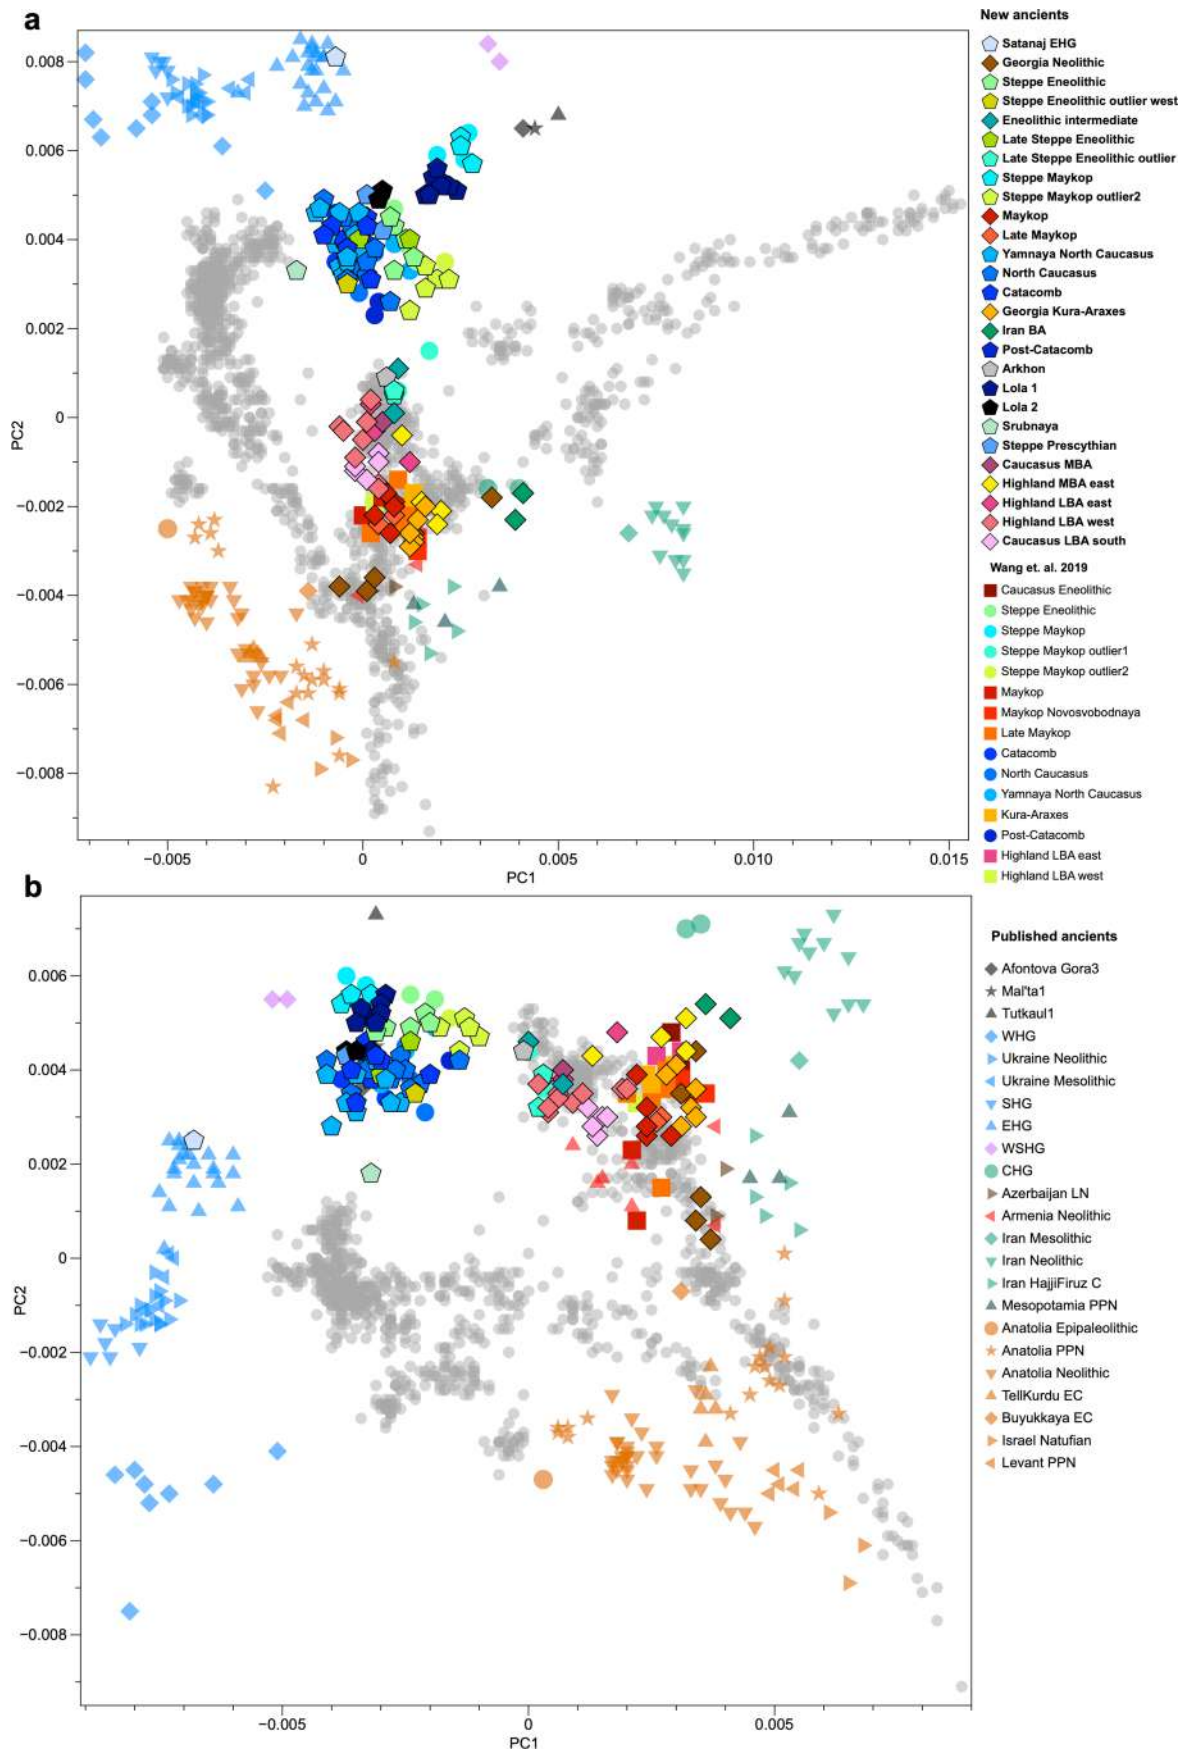 a
New ancients
Satanaj EHG
Georgia Neolithic
Steppe Eneolithic
Steppe Eneolithic outlier west
Eneolithic intermediate
Late Steppe Eneolithic
Late Steppe Eneolithic outlier
Steppe Maykop
Steppe Maykop outlier2
Maykop
Late Maykop
Yamnaya North Caucasus
North Caucasus
Catacomb
Georgia Kura-Araxes
Iran BA
Post-Catacomb
Arkhon
Lola 1
Lola 2
Srubnaya
Steppe Prescythian
Caucasus MBA
Highland MBA east
Highland LBA east
Highland LBA west
Caucasus LBA south
Wang et. al. 2019
Caucasus Eneolithic
Steppe Eneolithic
Steppe Maykop
Steppe Maykop outlier1
Steppe Maykop outlier2
Maykop
Maykop Novosvobodnaya
Late Maykop
Catacomb
North Caucasus
Yamnaya North Caucasus
Kura-Araxes
Post-Catacomb
Highland LBA east
Highland LBA west
0.008
0.006
0.004
0.002
0
−0.002
−0.004
−0.006
−0.008
PC2
−0.005
0
0.005
0.010
0.015
PC1
b
Published ancients
Afontova Gora3
Mal'ta1
Tutkaul1
WHG
Ukraine Neolithic
Ukraine Mesolithic
SHG
EHG
WSHG
CHG
Azerbaijan LN
Armenia Neolithic
Iran Mesolithic
Iran Neolithic
Iran HajjiFiruz C
Mesopotamia PPN
Anatolia Epipaleolithic
Anatolia PPN
Anatolia Neolithic
TellKurdu EC
Buyukkaya EC
Israel Natufian
Levant PPN
0.006
0.004
0.002
0
−0.002
−0.004
−0.006
−0.008
PC2
−0.005
0
0.005
PC1